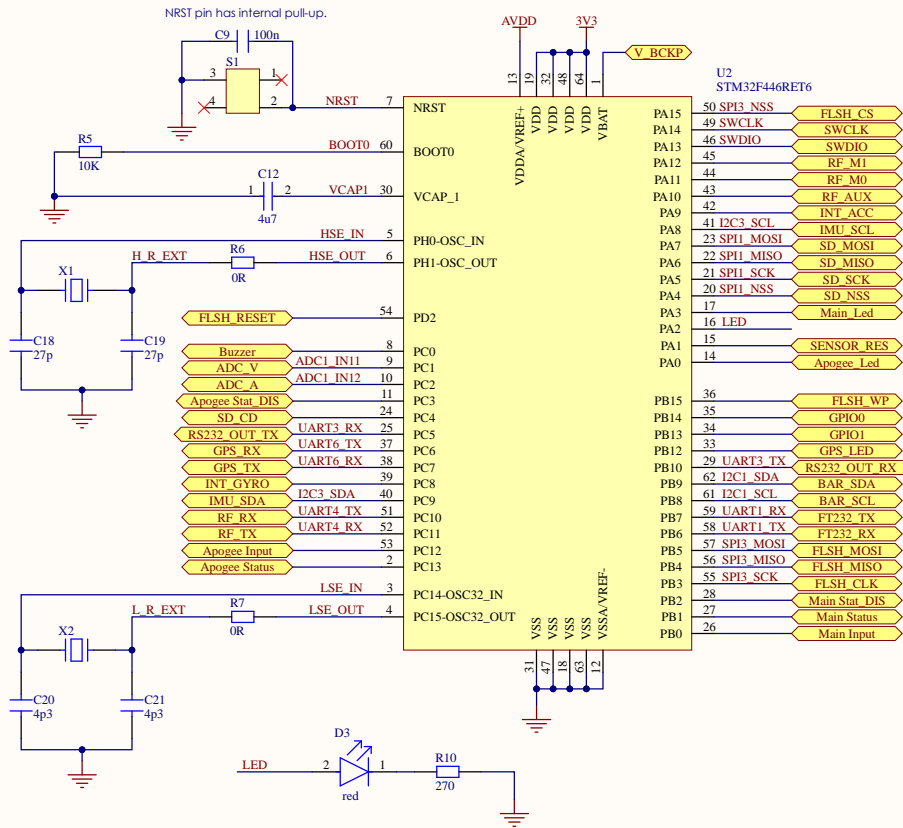 NRST pin has internal pull-up.
C9
100n
S1
3
1
4
2
NRST
7
NRST
R5
10K
BOOT0
60
BOOT0
C12
1
2
4u7
VCAP1
30
VCAP_1
HSE_IN
5
PH0-OSC_IN
H_R_EXT
R6
0R
HSE_OUT
6
PH1-OSC_OUT
X1
C18
27p
C19
27p
FLSH_RESET
54
PD2
Buzzer
8
PC0
ADC_V
ADC1_IN11
9
PC1
ADC_A
ADC1_IN12
10
PC2
Apogee Stat_DIS
11
PC3
SD_CD
24
PC4
RS232_OUT_TX
UART3_RX
25
PC5
GPS_RX
UART6_TX
37
PC6
GPS_TX
UART6_RX
38
PC7
INT_GYRO
39
PC8
IMU_SDA
I2C3_SDA
40
PC9
RF_RX
UART4_TX
51
PC10
RF_TX
UART4_RX
52
PC11
Apogee Input
53
PC12
Apogee Status
2
PC13
LSE_IN
3
PC14-OSC32_IN
L_R_EXT
R7
0R
LSE_OUT
4
PC15-OSC32_OUT
X2
C20
4p3
C21
4p3
AVDD
3V3
V_BCKP
13
19
32
48
64
1
VDDA/VREF+
VDD
VDD
VDD
VDD
VBAT
U2
STM32F446RET6
PA15
50
SPI3_NSS
FLSH_CS
PA14
49
SWCLK
SWCLK
PA13
46
SWDIO
SWDIO
PA12
45
RF_M1
PA11
44
RF_M0
PA10
43
RF_AUX
PA9
42
INT_ACC
PA8
41
I2C3_SCL
IMU_SCL
PA7
23
SPI1_MOSI
SD_MOSI
PA6
22
SPI1_MISO
SD_MISO
PA5
21
SPI1_SCK
SD_SCK
PA4
20
SPI1_NSS
SD_NSS
PA3
17
Main_Led
PA2
16
LED
PA1
15
SENSOR_RES
PA0
14
Apogee_Led
PB15
36
FLSH_WP
PB14
35
GPIO0
PB13
34
GPIO1
PB12
33
GPS_LED
PB10
29
UART3_TX
RS232_OUT_RX
PB9
62
I2C1_SDA
BAR_SDA
PB8
61
I2C1_SCL
BAR_SCL
PB7
59
UART1_RX
FT232_TX
PB6
58
UART1_TX
FT232_RX
PB5
57
SPI3_MOSI
FLSH_MOSI
PB4
56
SPI3_MISO
FLSH_MISO
PB3
55
SPI3_SCK
FLSH_CLK
PB2
28
Main Stat_DIS
PB1
27
Main Status
PB0
26
Main Input
VSS
VSS
VSS
VSS
VSSA/VREF-
31
47
18
63
12
D3
LED
2
1
red
R10
270